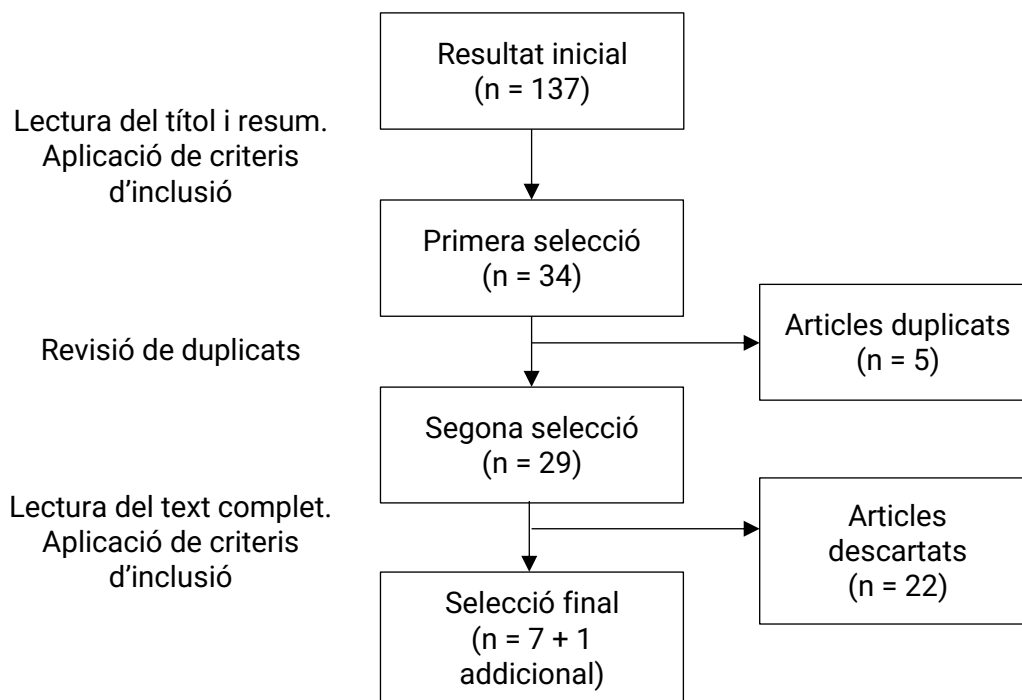 Resultat inicial
(n = 137)
Lectura del títol i resum.
Aplicació de criteris
d’inclusió
Primera selecció
(n = 34)
Articles duplicats
(n = 5)
Revisió de duplicats
Segona selecció
(n = 29)
Lectura del text complet.
Aplicació de criteris
d’inclusió
Articles
descartats
(n = 22)
Selecció final
(n = 7 + 1
addicional)